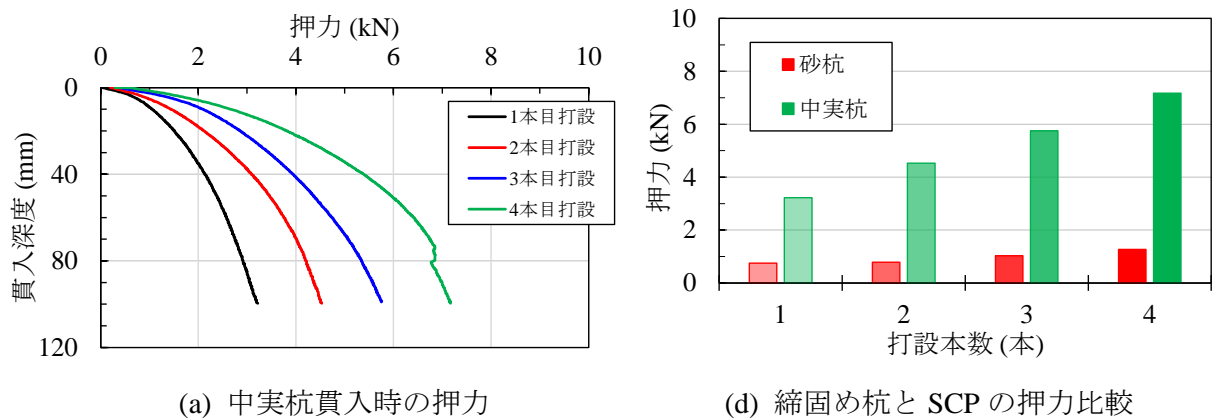 押力 (kN)
0 2 4 6 8 10
0
40
80
120
貫入深度 (mm)
1本目打設
2本目打設
3本目打設
4本目打設
(a) 中実杭貫入時の押力
10
8
6
4
2
0
押力 (kN)
砂杭
中実杭
1 2 3 4
打設本数 (本)
(d) 締固め杭と SCP の押力比較